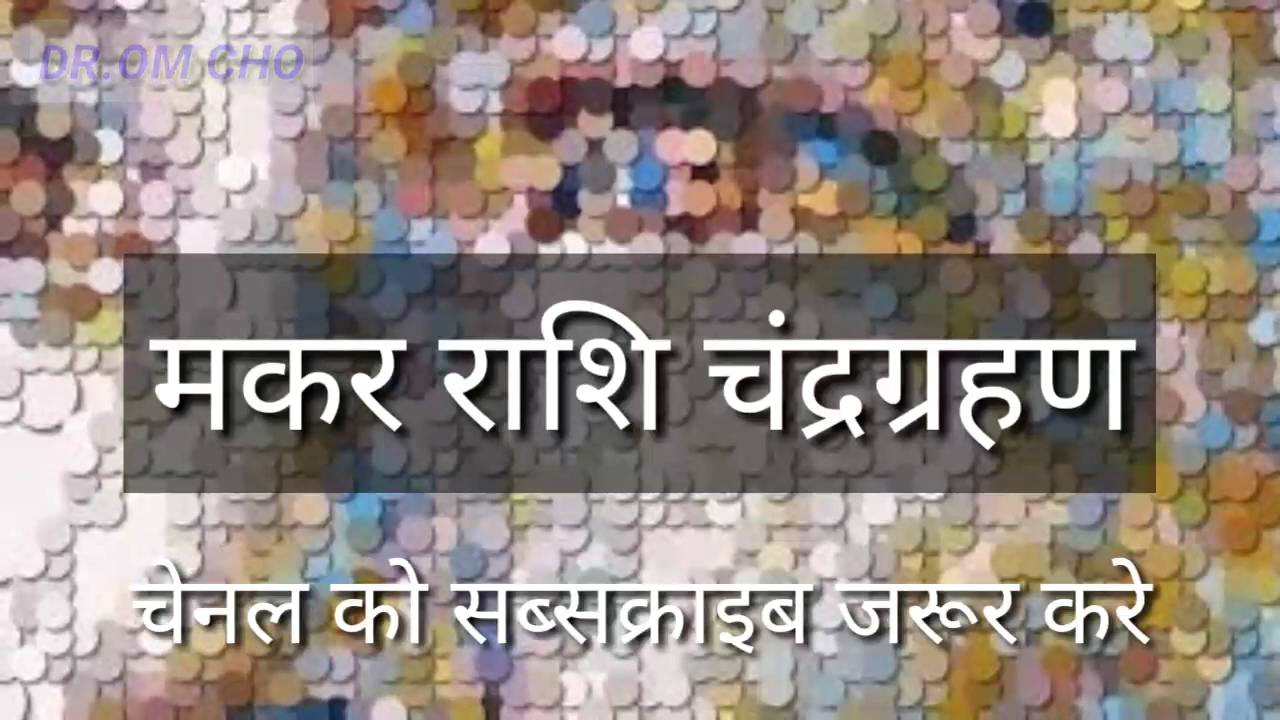 DR.OM CHO
मकर राशि चंद्रग्रहण
चेनल को सब्सक्राइब जरूर करे